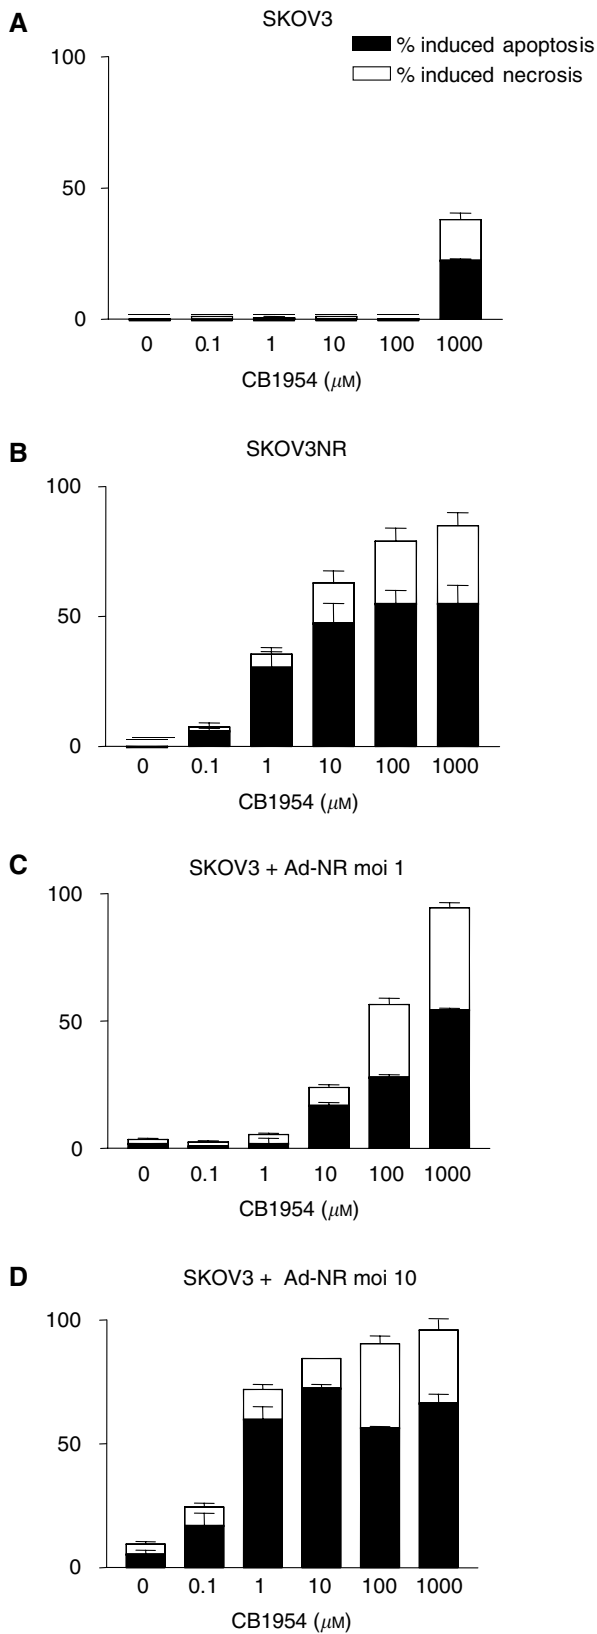 A
SKOV3
% induced apoptosis
% induced necrosis
100
50
0
0 0.1 1 10 100 1000
CB1954 (μM)
B
SKOV3NR
100
50
0
0 0.1 1 10 100 1000
CB1954 (μM)
C
SKOV3 + Ad-NR moi 1
100
50
0
0 0.1 1 10 100 1000
CB1954 (μM)
D
SKOV3 + Ad-NR moi 10
100
50
0
0 0.1 1 10 100 1000
CB1954 (μM)